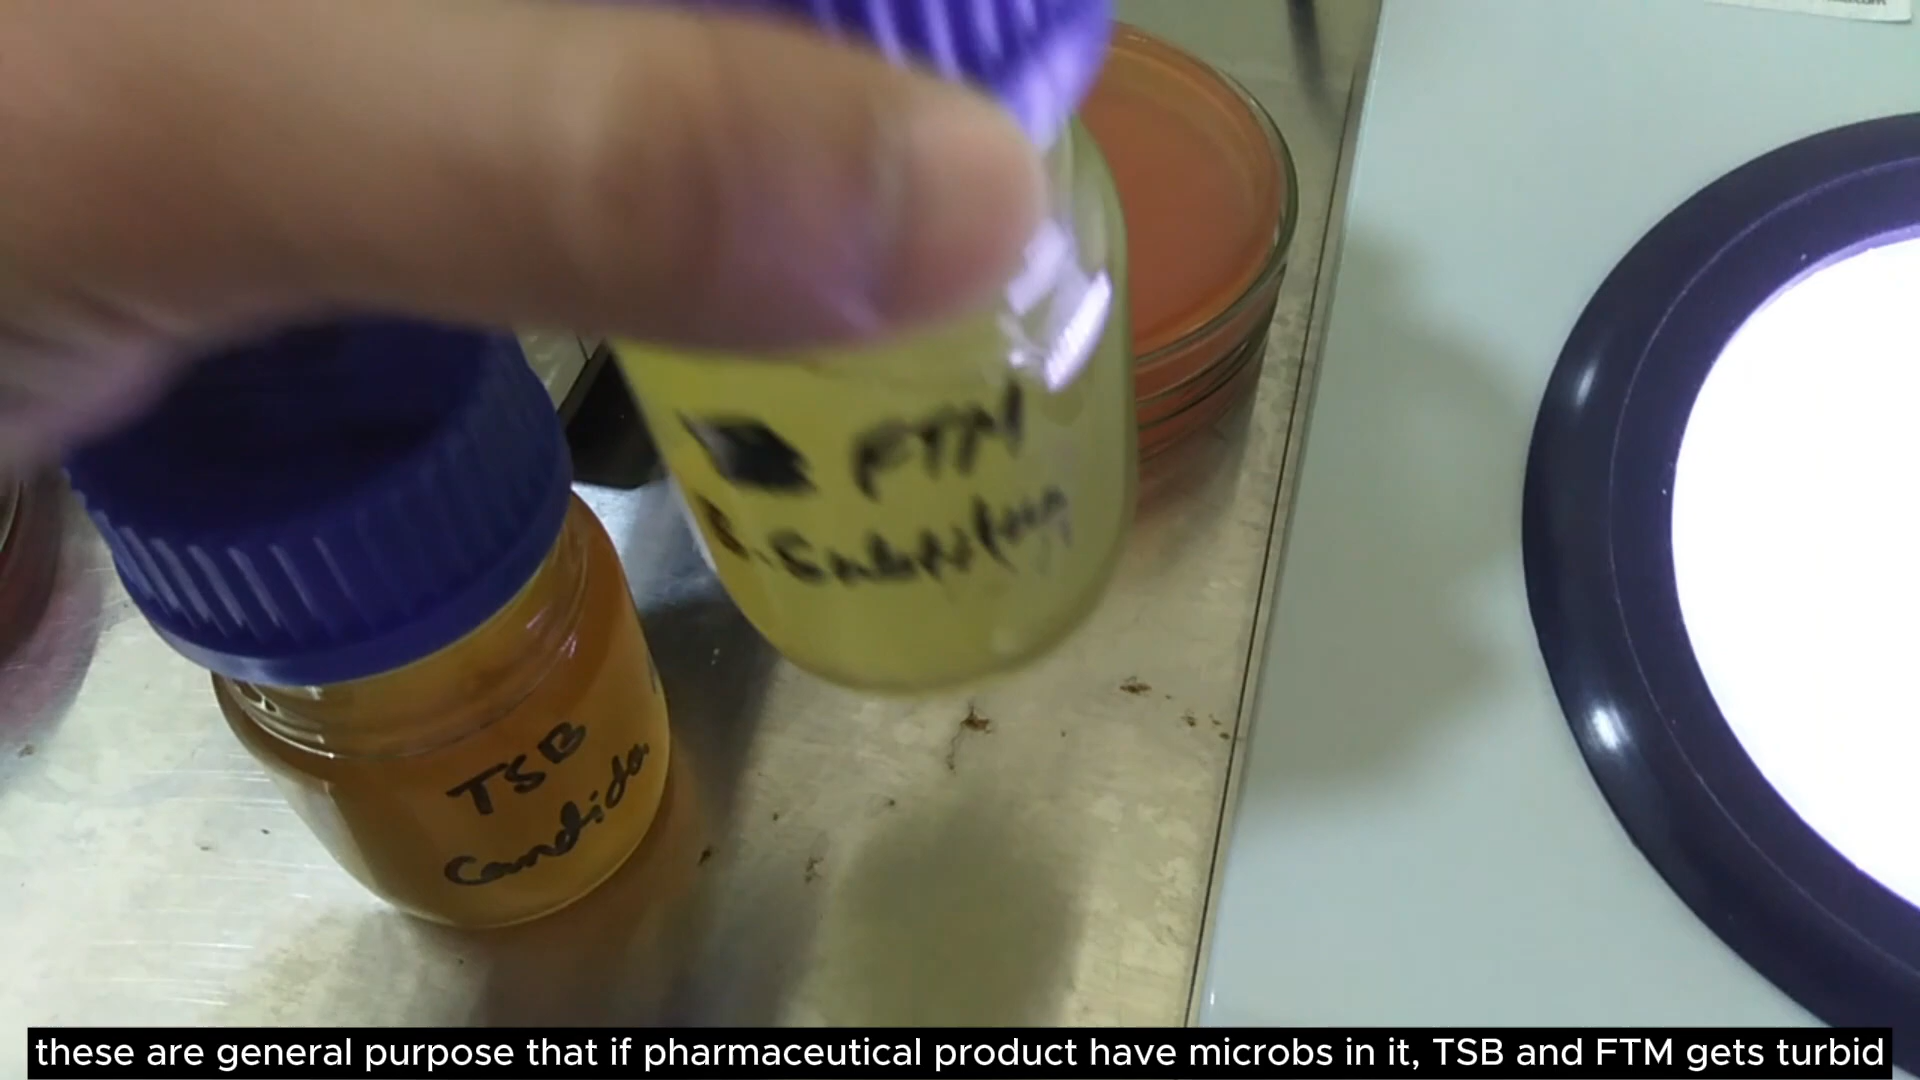 FTM
B. Subtilus
TSB
Candida
these are general purpose that if pharmaceutical product have microbs in it, TSB and FTM gets turbid